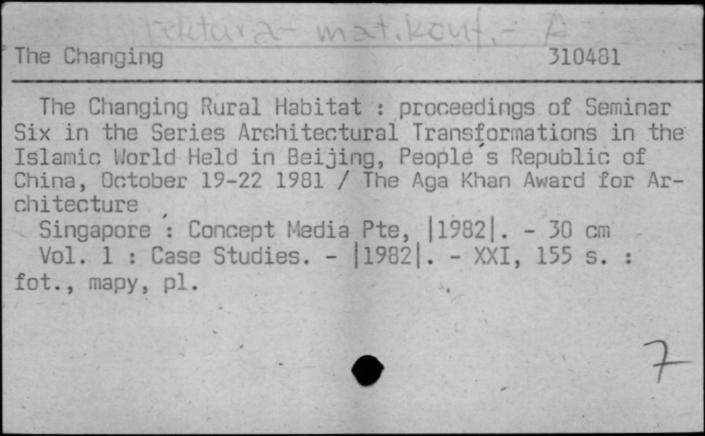 mat. konf. - A
The Changing 310481
The Changing Rural Habitat : proceedings of Seminar
Six in the Series Architectural Transformations in the
Islamic World Held in Beijing, People's Republic of
China, October 19-22 1981 / The Aga Khan Award for Ar-
chitecture
Singapore : Concept Media Pte, |1982|. - 30 cm
Vol. 1 : Case Studies. - |1982|. - XXI, 155 s. :
fot., mapy, pl.
7